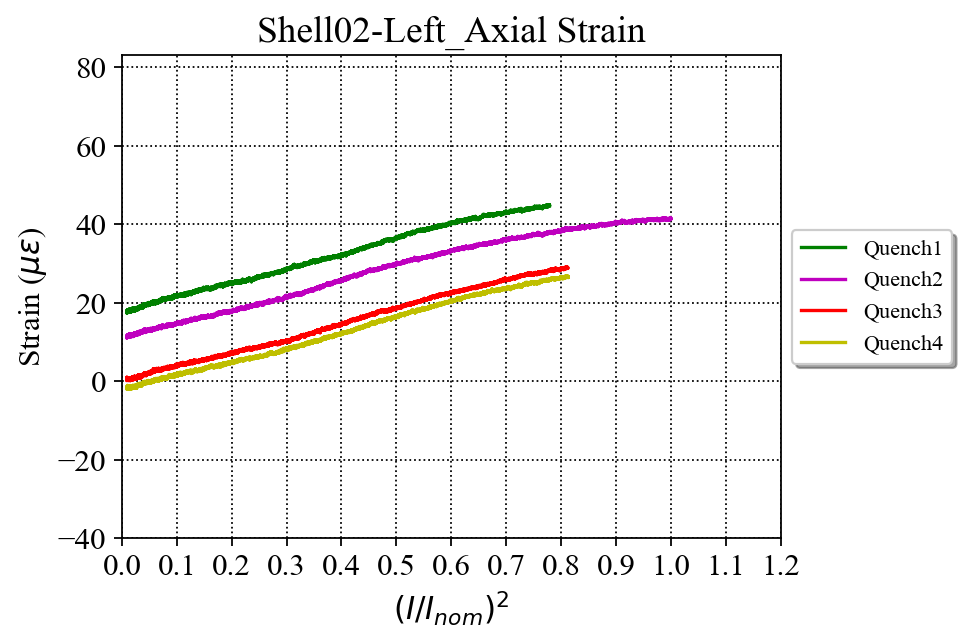 Shell02-Left_Axial Strain
80
60
40
20
0
−20
−40
Strain (με)
0.0 0.1 0.2 0.3 0.4 0.5 0.6 0.7 0.8 0.9 1.0 1.1 1.2
(I/I_nom)²
Quench1
Quench2
Quench3
Quench4